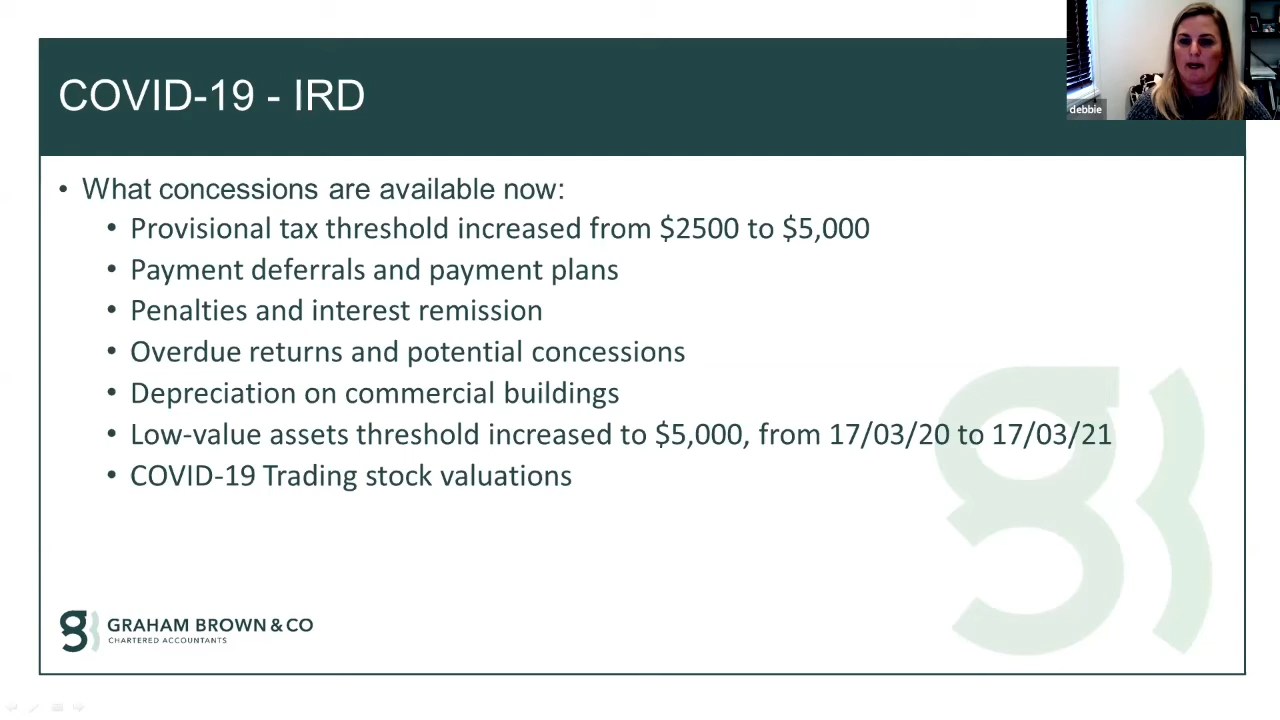 COVID-19 - IRD
debbie
• What concessions are available now:
• Provisional tax threshold increased from $2500 to $5,000
• Payment deferrals and payment plans
• Penalties and interest remission
• Overdue returns and potential concessions
• Depreciation on commercial buildings
• Low-value assets threshold increased to $5,000, from 17/03/20 to 17/03/21
• COVID-19 Trading stock valuations
GRAHAM BROWN & CO
CHARTERED ACCOUNTANTS